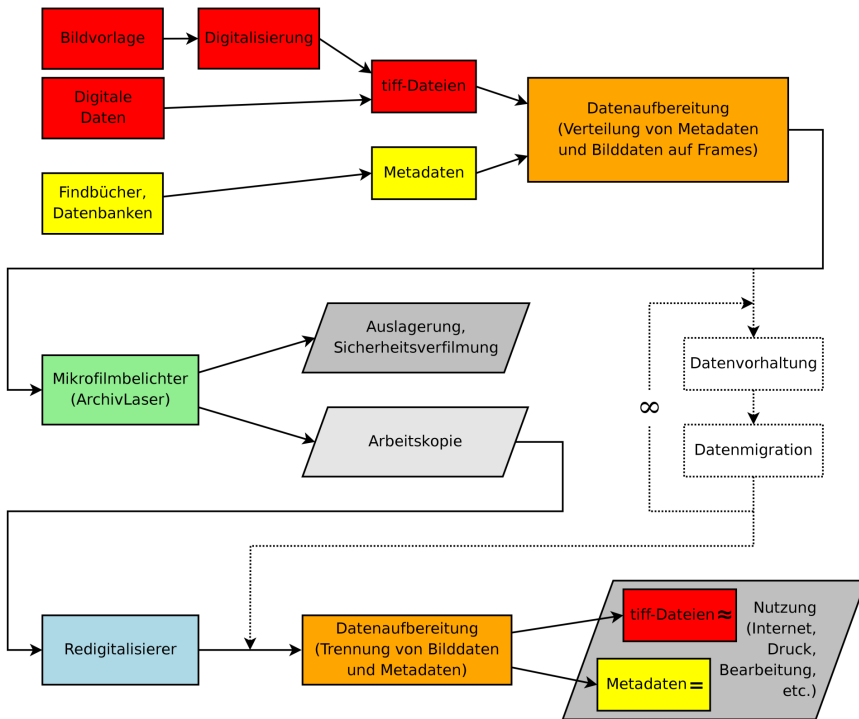 Bildvorlage
Digitalisierung
tiff-Dateien
Digitale
Daten
Datenaufbereitung
(Verteilung von Metadaten
und Bilddaten auf Frames)
Metadaten
Findbücher,
Datenbanken
Auslagerung,
Sicherheitsverfilmung
Mikrofilmbelichter
(ArchivLaser)
Arbeitskopie
Datenvorhaltung
∞
Datenmigration
Redigitalisierer
Datenaufbereitung
(Trennung von Bilddaten
und Metadaten)
tiff-Dateien≈
Metadaten=
Nutzung
(Internet,
Druck,
Bearbeitung,
etc.)